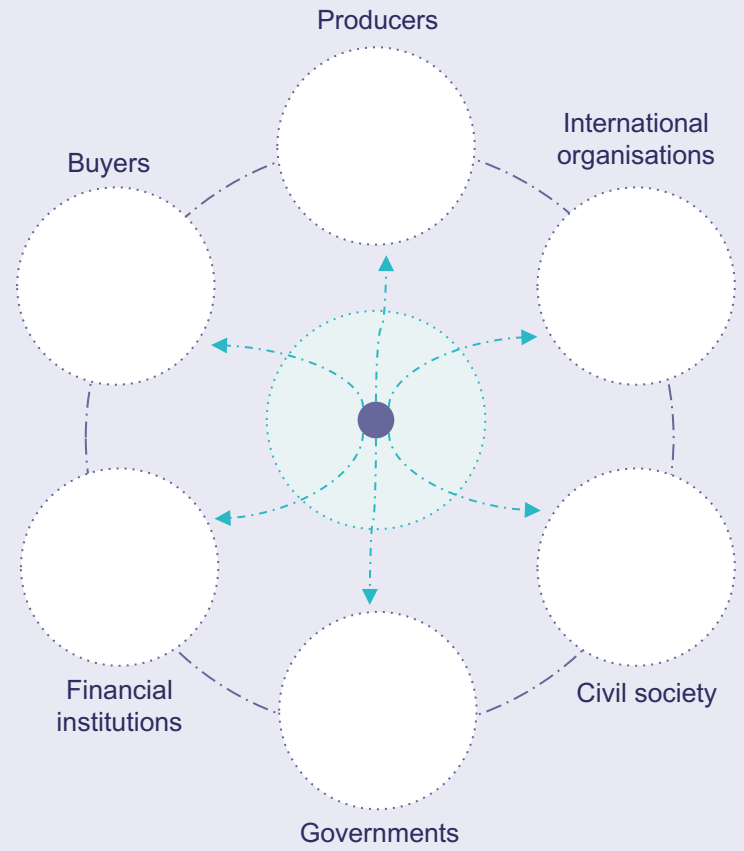 Producers
International
organisations
Buyers
Financial
institutions
Civil society
Governments